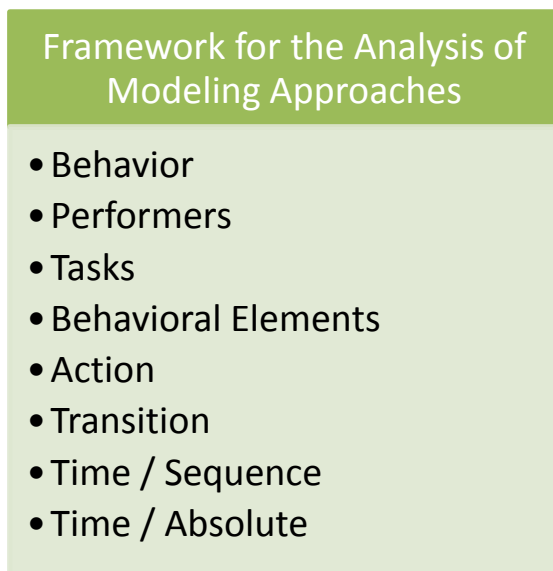 Framework for the Analysis of
Modeling Approaches
• Behavior
• Performers
• Tasks
• Behavioral Elements
• Action
• Transition
• Time / Sequence
• Time / Absolute